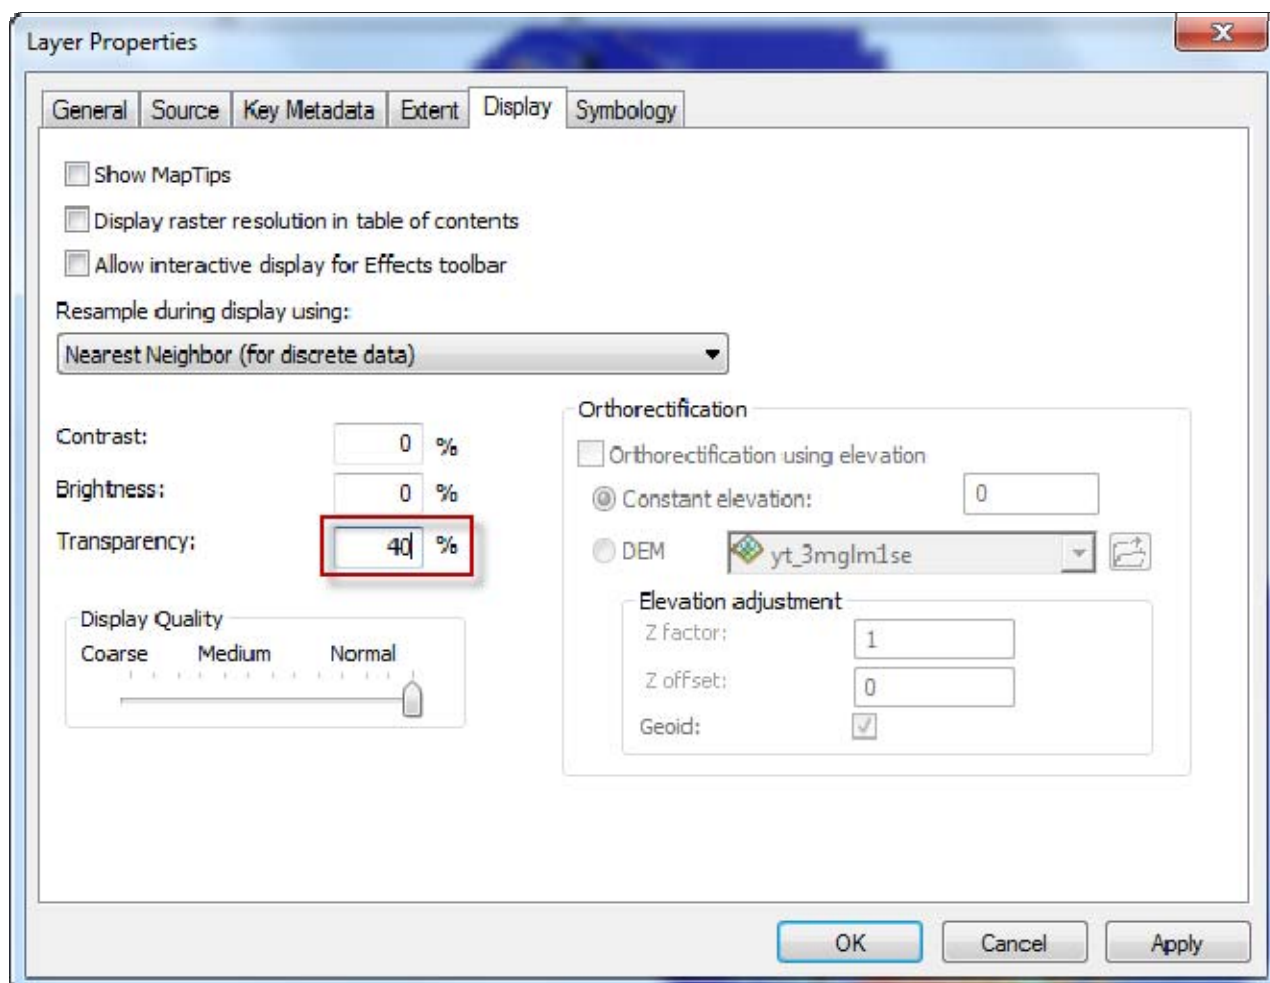 Layer Properties
General Source Key Metadata Extent Display Symbology
Show MapTips
Display raster resolution in table of contents
Allow interactive display for Effects toolbar
Resample during display using:
Nearest Neighbor (for discrete data)
Contrast: 0 %
Brightness: 0 %
Transparency: 40 %
Display Quality
Coarse Medium Normal
Orthorectification
Orthorectification using elevation
Constant elevation: 0
DEM yt_3mglm1se
Elevation adjustment
Z factor: 1
Z offset: 0
Geoid:
OK Cancel Apply